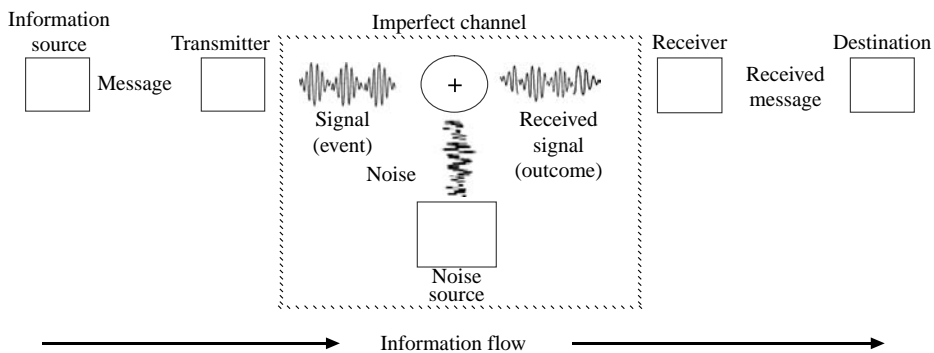 Imperfect channel
Information
source
Message
Transmitter
Signal
(event)
+
Noise
Noise
source
Received
signal
(outcome)
Receiver
Received
message
Destination
Information flow